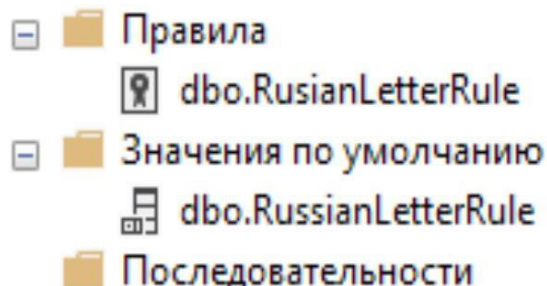 Правила
dbo.RusianLetterRule
Значения по умолчанию
dbo.RussianLetterRule
Последовательности